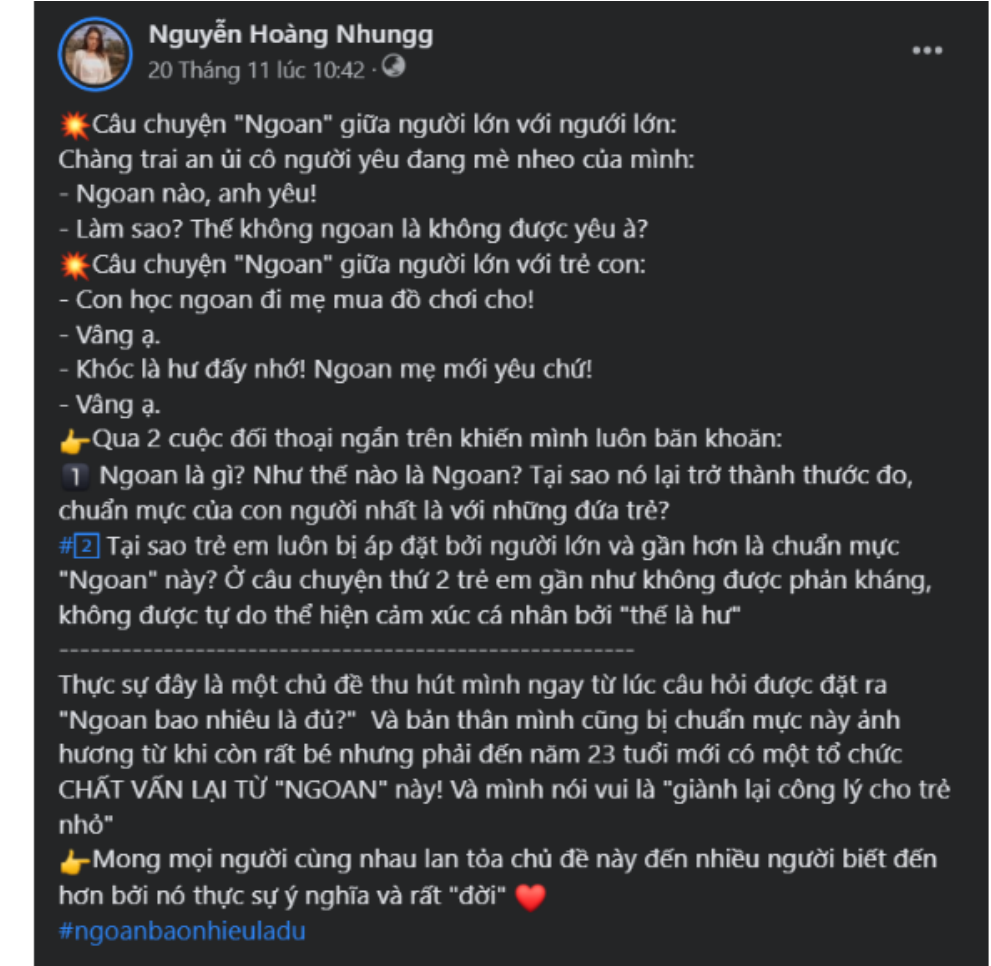 Nguyễn Hoàng Nhungg
20 Tháng 11 lúc 10:42 ·
💥Câu chuyện "Ngoan" giữa người lớn với ngưới lớn:
Chàng trai an ủi cô người yêu đang mè nheo của mình:
- Ngoan nào, anh yêu!
- Làm sao? Thế không ngoan là không được yêu à?
💥Câu chuyện "Ngoan" giữa người lớn với trẻ con:
- Con học ngoan đi mẹ mua đồ chơi cho!
- Vâng ạ.
- Khóc là hư đấy nhớ! Ngoan mẹ mới yêu chứ!
- Vâng ạ.
👉Qua 2 cuộc đối thoại ngắn trên khiến mình luôn băn khoăn:
1 Ngoan là gì? Như thế nào là Ngoan? Tại sao nó lại trở thành thước đo,
chuẩn mực của con người nhất là với những đứa trẻ?
#2 Tại sao trẻ em luôn bị áp đặt bởi người lớn và gần hơn là chuẩn mực
"Ngoan" này? Ở câu chuyện thứ 2 trẻ em gần như không được phản kháng,
không được tự do thể hiện cảm xúc cá nhân bởi "thế là hư"
-------------------------------------------------------
Thực sự đây là một chủ đề thu hút mình ngay từ lúc câu hỏi được đặt ra
"Ngoan bao nhiêu là đủ?" Và bản thân mình cũng bị chuẩn mực này ảnh
hương từ khi còn rất bé nhưng phải đến năm 23 tuổi mới có một tổ chức
CHẤT VẤN LẠI TỪ "NGOAN" này! Và mình nói vui là "giành lại công lý cho trẻ
nhỏ"
👉Mong mọi người cùng nhau lan tỏa chủ đề này đến nhiều người biết đến
hơn bởi nó thực sự ý nghĩa và rất "đời" ❤️
#ngoanbaonhieuladu